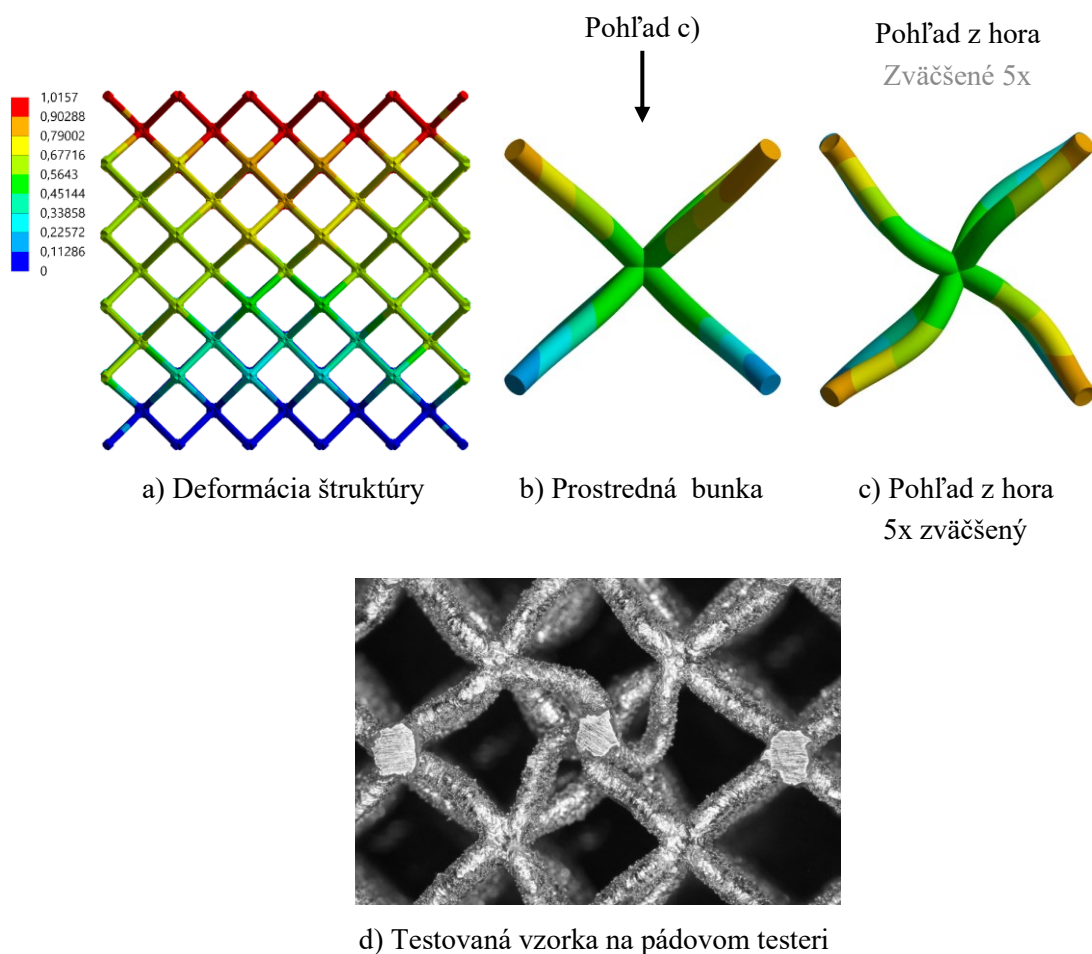 Pohľad c)
Pohľad z hora
Zväčšené 5x
1,0157
0,90288
0,79002
0,67716
0,5643
0,45144
0,33858
0,22572
0,11286
0
a) Deformácia štruktúry
b) Prostredná bunka
c) Pohľad z hora
5x zväčšený
d) Testovaná vzorka na pádovom testeri